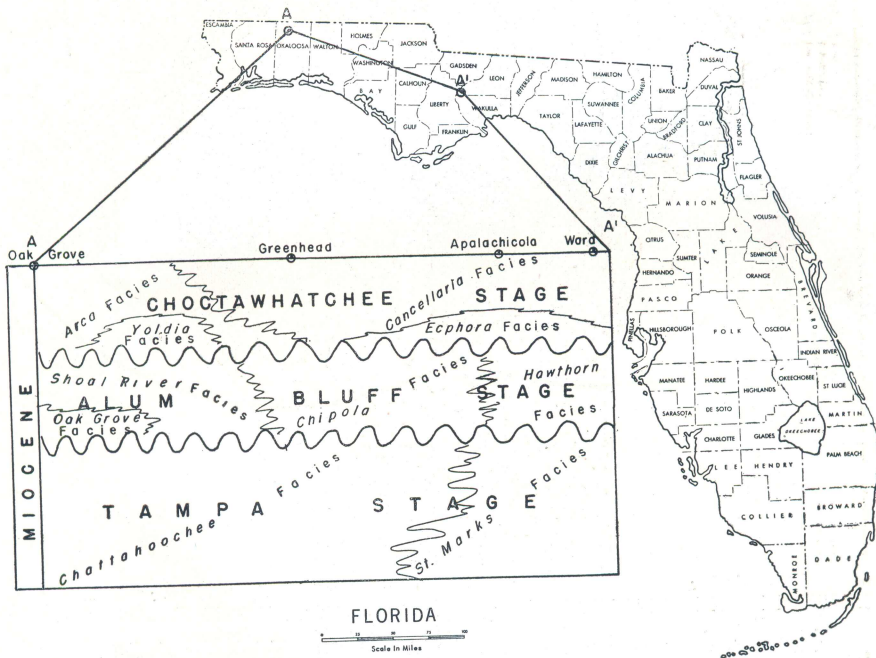 A
ESCAMBIA
SANTA ROSA
OKALOOSA
WALTON
HOLMES
JACKSON
WASHINGTON
BAY
CALHOUN
GULF
GADSDEN
LIBERTY
FRANKLIN
A'
LEON
WAKULLA
JEFFERSON
MADISON
TAYLOR
HAMILTON
SUWANNEE
LAFAYETTE
DIXIE
COLUMBIA
GILCHRIST
BAKER
UNION
BRADFORD
ALACHUA
NASSAU
DUVAL
CLAY
ST JOHNS
PUTNAM
FLAGLER
LEVY
MARION
VOLUSIA
CITRUS
SUMTER
LAKE
SEMINOLE
HERNANDO
ORANGE
PASCO
BREVARD
PINELLAS
HILLSBOROUGH
POLK
OSCEOLA
INDIAN RIVER
MANATEE
HARDEE
HIGHLANDS
OKEECHOBEE
ST LUCIE
SARASOTA
DE SOTO
MARTIN
CHARLOTTE
GLADES
LAKE
OKEECHOBEE
LEE
HENDRY
PALM BEACH
COLLIER
BROWARD
MONROE
DADE
A
A'
Oak Grove
Greenhead
Apalachicola
Ward
MIOCENE
Arca Facies
CHOCTAWHATCHEE STAGE
Cancellaria Facies
Yoldia
Facies
Ecphora Facies
Shoal River Facies
ALUM BLUFF STAGE
Oak Grove
Facies
Chipola Facies
Hawthorn
Facies
TAMPA STAGE
Chattahoochee Facies
St. Marks Facies
FLORIDA
0 25 50 75 100
Scale In Miles